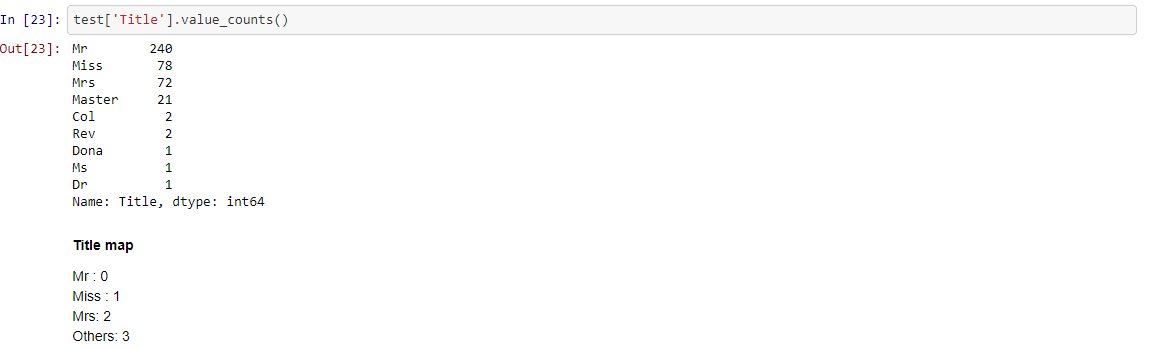 In [23]: test['Title'].value_counts()
Out[23]: Mr 240
Miss 78
Mrs 72
Master 21
Col 2
Rev 2
Dona 1
Ms 1
Dr 1
Name: Title, dtype: int64
Title map
Mr : 0
Miss : 1
Mrs: 2
Others: 3